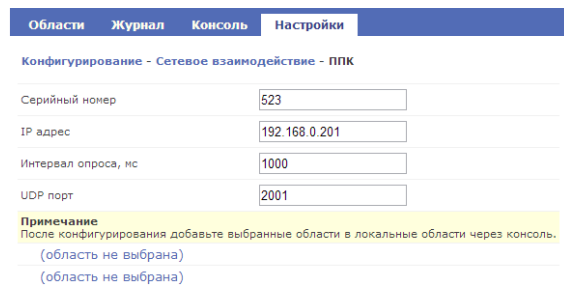 Области Журнал Консоль Настройки
Конфигурирование - Сетевое взаимодействие - ППК
Серийный номер 523
IP адрес 192.168.0.201
Интервал опроса, мс 1000
UDP порт 2001
Примечание
После конфигурирования добавьте выбранные области в локальные области через консоль.
(область не выбрана)
(область не выбрана)